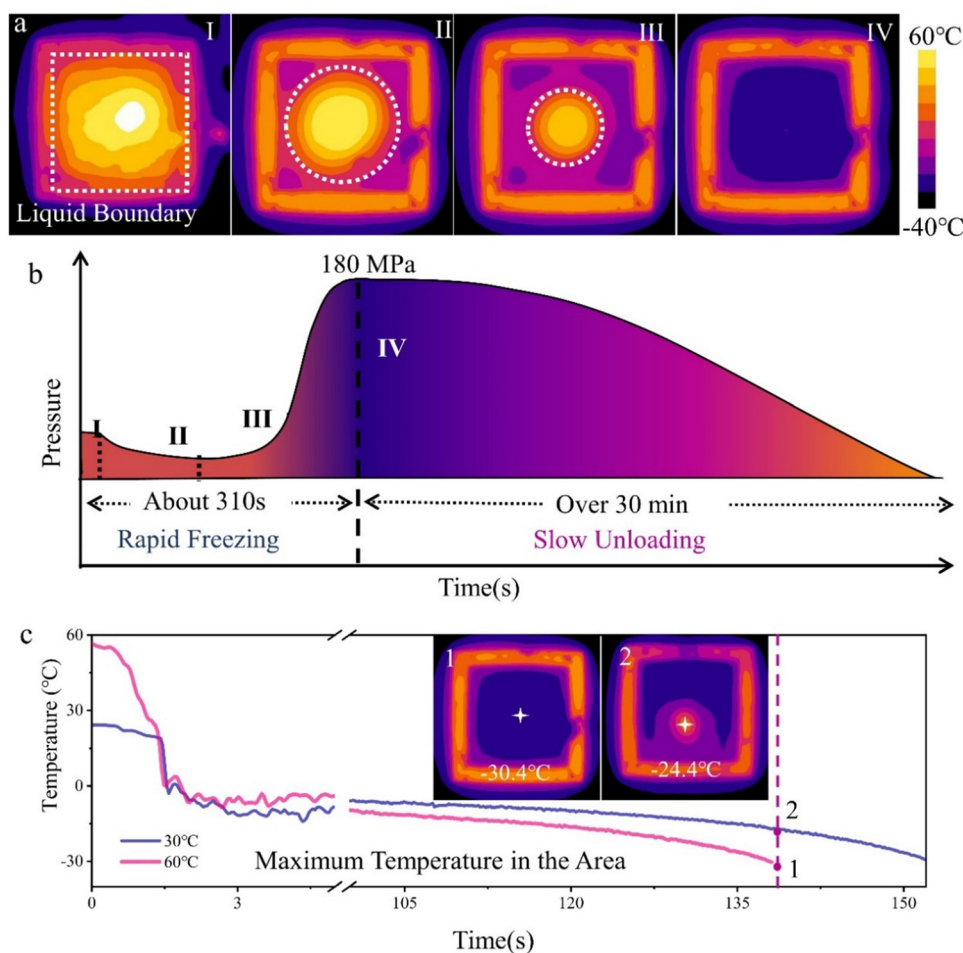 a
I
II
III
IV
60℃
Liquid Boundary
-40℃
b
180 MPa
Pressure
I
II
III
IV
About 310s
Over 30 min
Rapid Freezing
Slow Unloading
Time(s)
c
60
30
0
-30
Temperature (℃)
1
-30.4℃
2
-24.4℃
2
1
30℃
60℃
Maximum Temperature in the Area
0
3
105
120
135
150
Time(s)